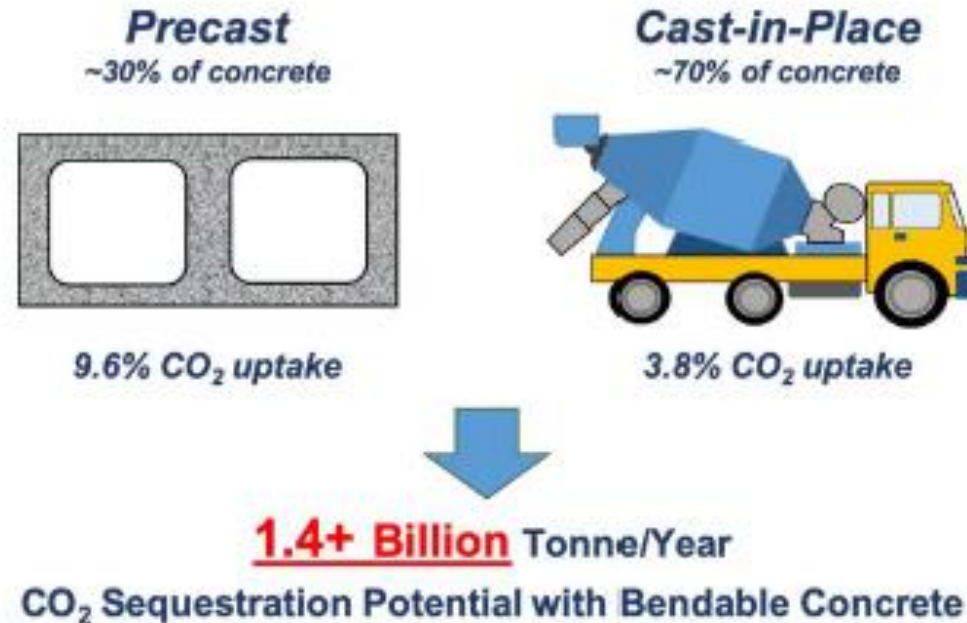 Precast
~30% of concrete
9.6% CO₂ uptake
Cast-in-Place
~70% of concrete
3.8% CO₂ uptake
1.4+ Billion Tonne/Year
CO₂ Sequestration Potential with Bendable Concrete